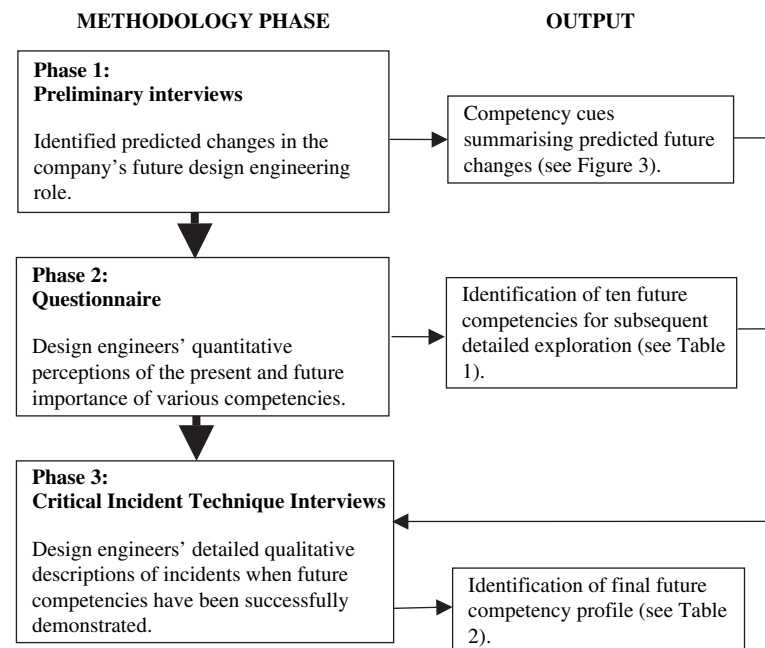 METHODOLOGY PHASE
OUTPUT
Phase 1:
Preliminary interviews
Identified predicted changes in the
company's future design engineering
role.
Competency cues
summarising predicted future
changes (see Figure 3).
Phase 2:
Questionnaire
Design engineers' quantitative
perceptions of the present and future
importance of various competencies.
Identification of ten future
competencies for subsequent
detailed exploration (see Table
1).
Phase 3:
Critical Incident Technique Interviews
Design engineers' detailed qualitative
descriptions of incidents when future
competencies have been successfully
demonstrated.
Identification of final future
competency profile (see Table
2).